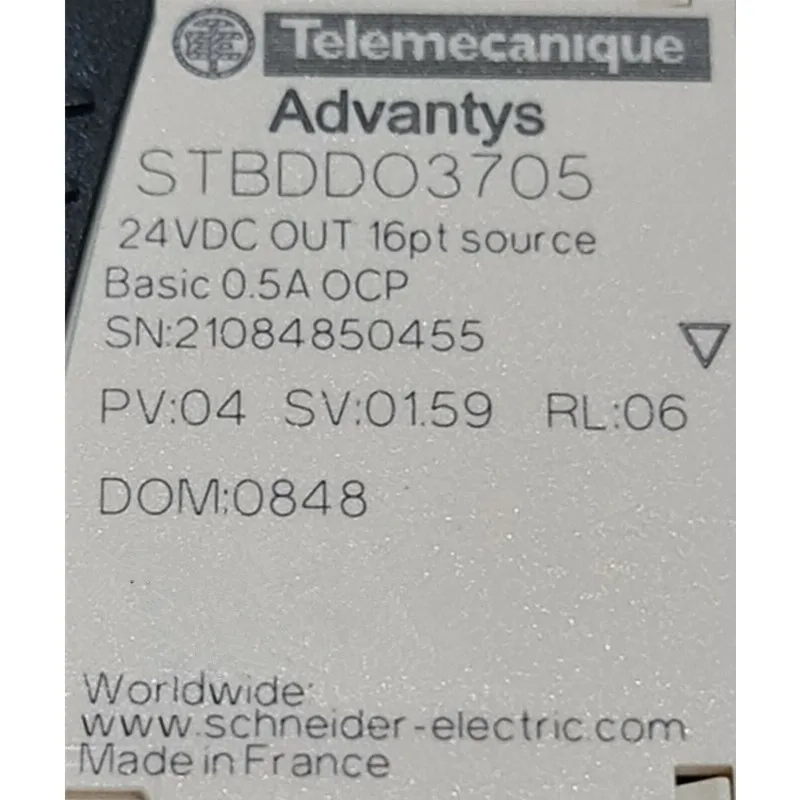 Telemecanique
Advantys
STBDDO3705
24VDC OUT 16pt source
Basic 0.5A OCP
SN:21084850455
PV:04 SV:01.59 RL:06
DOM:0848
Worldwide:
www.schneider-electric.com
Made in France